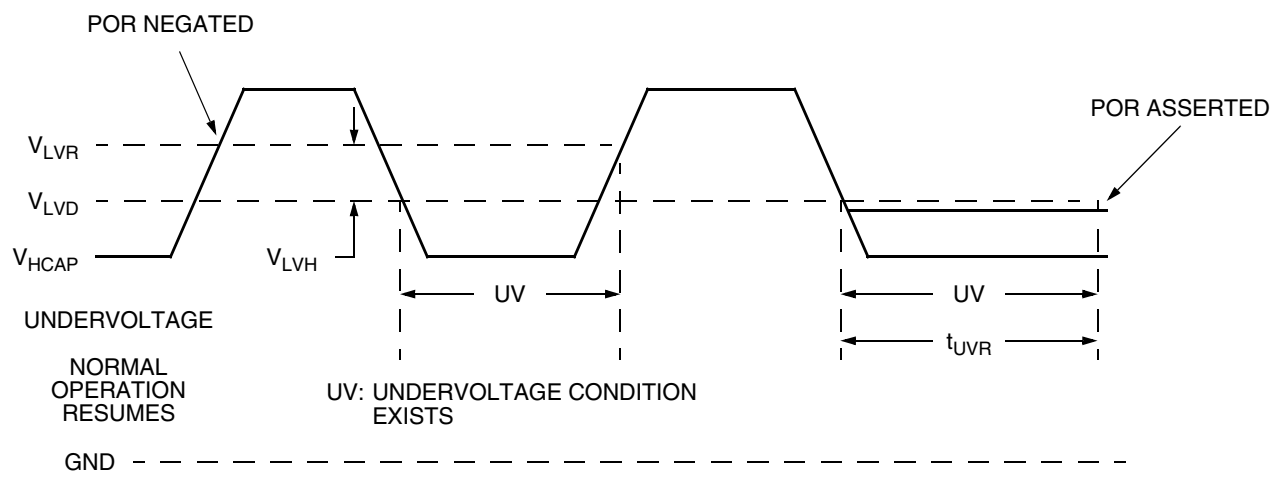 POR NEGATED
POR ASSERTED
V_LVR
V_LVD
V_HCAP
V_LVH
UV
UV
t_UVR
UNDERVOLTAGE
NORMAL
OPERATION
RESUMES
UV: UNDERVOLTAGE CONDITION
EXISTS
GND